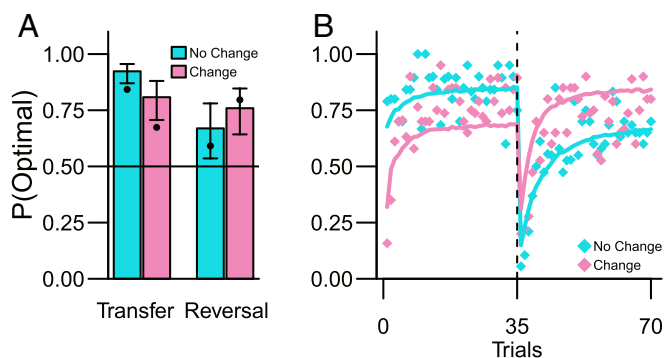 A
P(Optimal)
1.00
0.75
0.50
0.25
0.00
No Change
Change
Transfer Reversal
B
1.00
0.75
0.50
0.25
0.00
No Change
Change
0 35 70
Trials